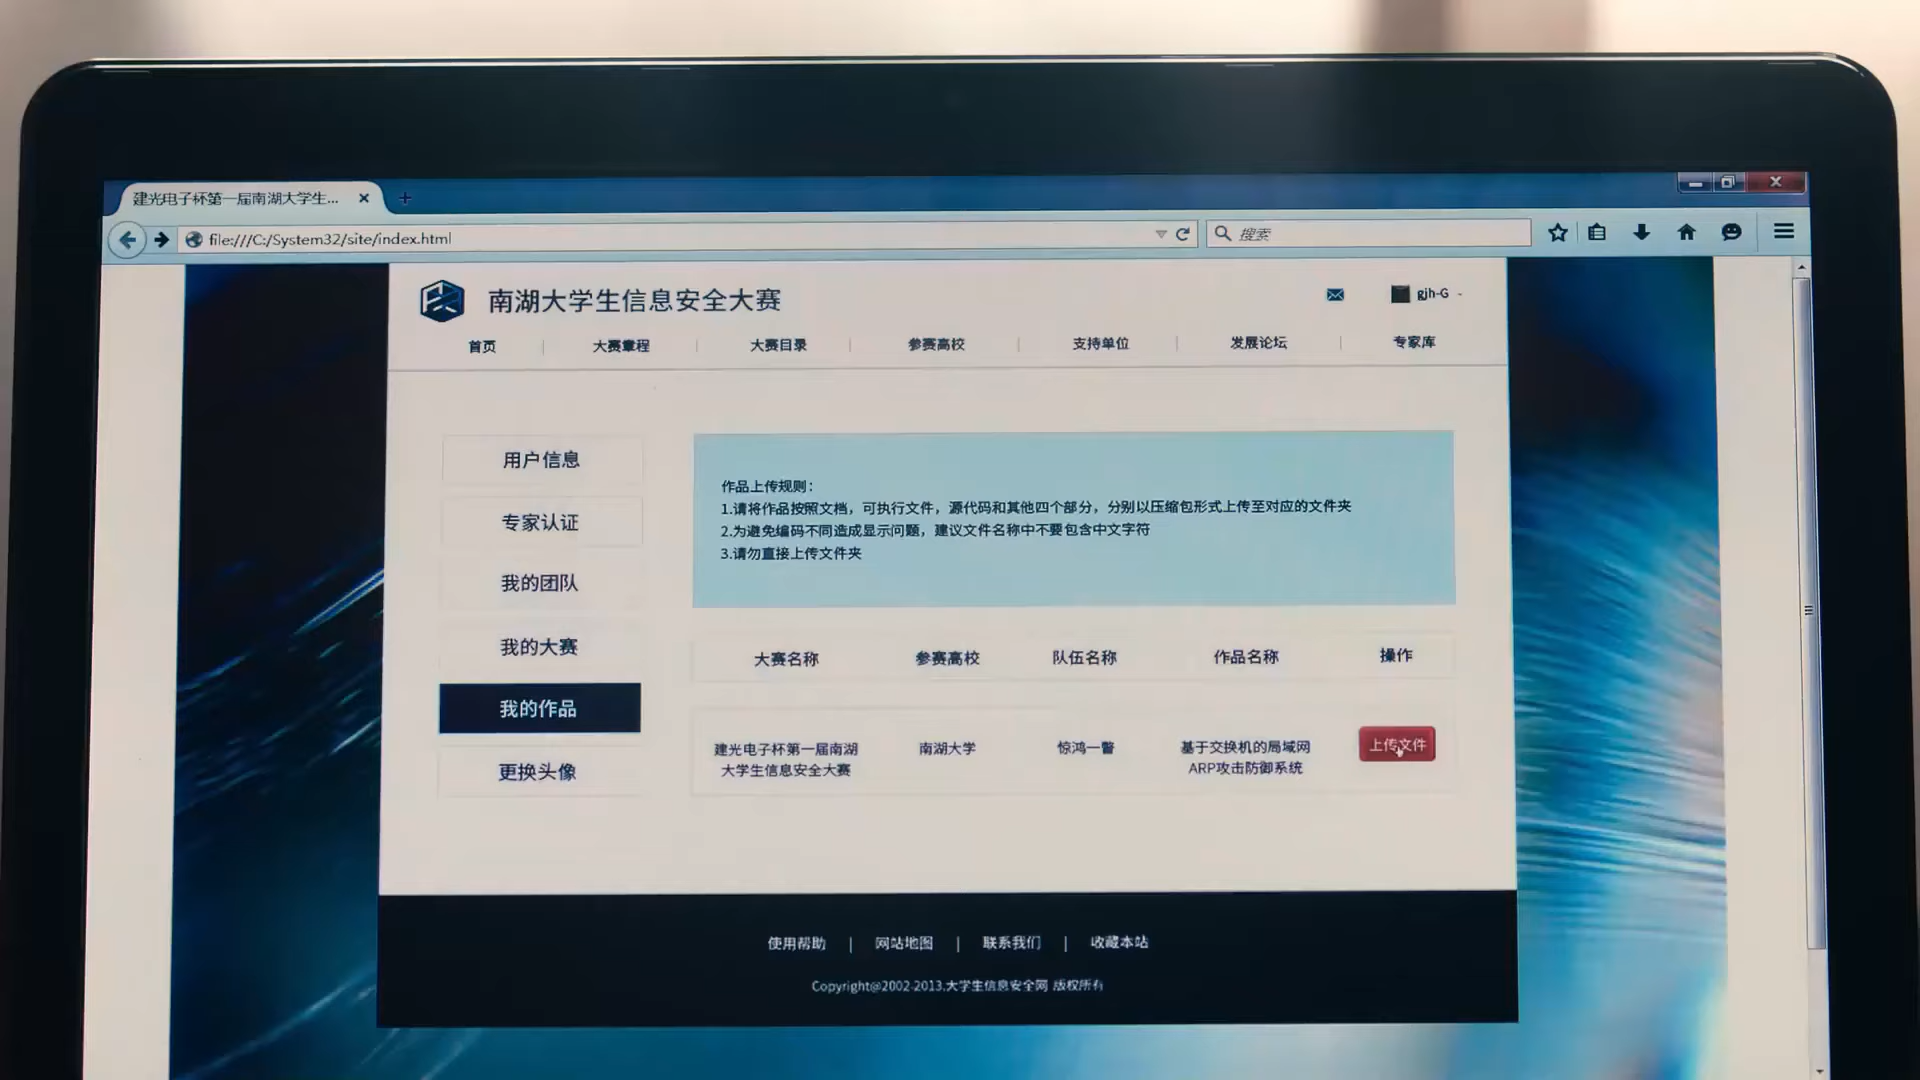 建光电子杯第一届南湖大学生...
file:///C:/System32/site/index.html
搜索
南湖大学生信息安全大赛
gjh-G
首页
大赛章程
大赛目录
参赛高校
支持单位
发展论坛
专家库
用户信息
专家认证
我的团队
我的大赛
我的作品
更换头像
作品上传规则：
1.请将作品按照文档，可执行文件，源代码和其他四个部分，分别以压缩包形式上传至对应的文件夹
2.为避免编码不同造成显示问题，建议文件名称中不要包含中文字符
3.请勿直接上传文件夹
大赛名称
参赛高校
队伍名称
作品名称
操作
建光电子杯第一届南湖
大学生信息安全大赛
南湖大学
惊鸿一瞥
基于交换机的局域网
ARP攻击防御系统
上传文件
使用帮助 | 网站地图 | 联系我们 | 收藏本站
Copyright@2002-2013.大学生信息安全网 版权所有